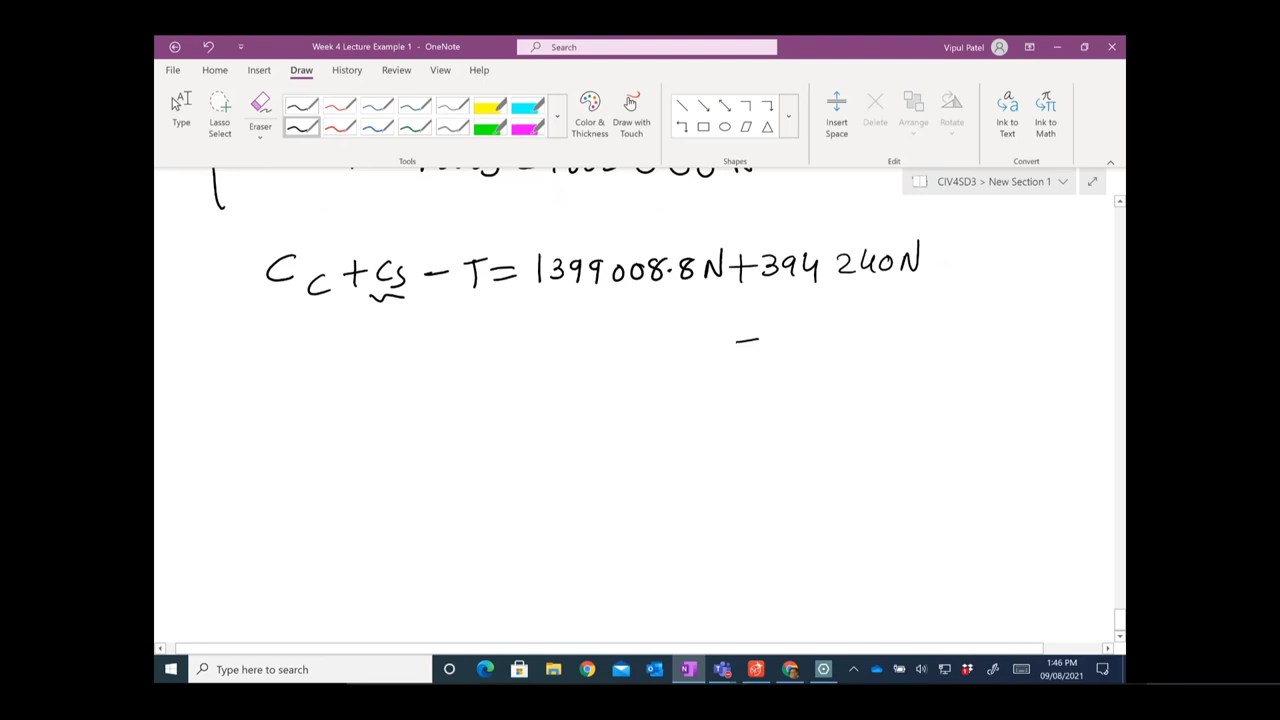 Week 4 Lecture Example 1 - OneNote
Search
Vipul Patel
File Home Insert Draw History Review View Help
Type
Lasso Select
Eraser
Color & Thickness
Draw with Touch
Insert Space
Delete
Arrange
Rotate
Ink to Text
Ink to Math
Tools
Shapes
Edit
Convert
CIV4SD3 > New Section 1
C_C + Cs - T = 1399008.8N + 394240N
-
Type here to search
1:46 PM
09/08/2021